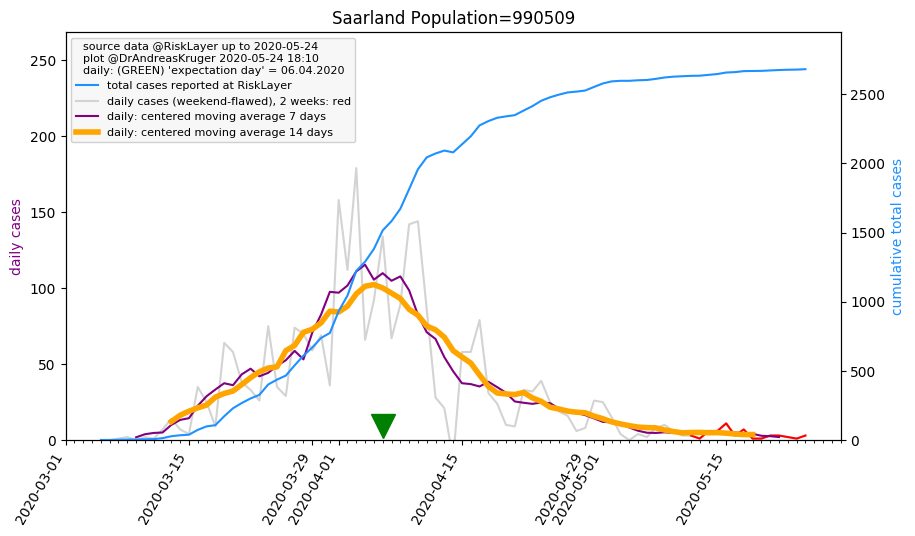 Saarland Population=990509
source data @RiskLayer up to 2020-05-24
plot @DrAndreasKruger 2020-05-24 18:10
daily: (GREEN) 'expectation day' = 06.04.2020
total cases reported at RiskLayer
daily cases (weekend-flawed), 2 weeks: red
daily: centered moving average 7 days
daily: centered moving average 14 days
daily cases
250
200
150
100
50
0
cumulative total cases
2500
2000
1500
1000
500
0
2020-03-01
2020-03-15
2020-03-29
2020-04-01
2020-04-15
2020-04-29
2020-05-01
2020-05-15